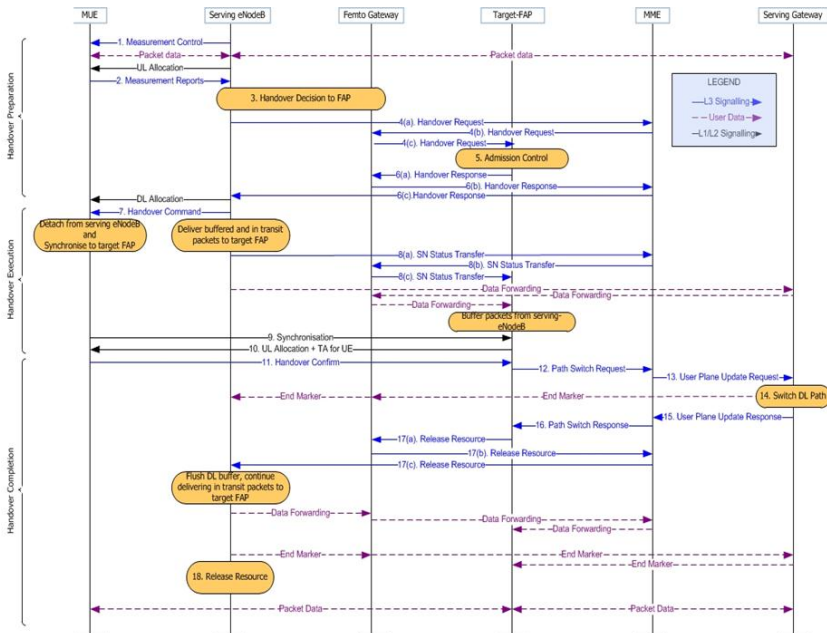 MUE
Serving eNodeB
Femto Gateway
Target-FAP
MME
Serving Gateway
Handover Preparation
1. Measurement Control
Packet data
Packet data
UL Allocation
2. Measurement Reports
3. Handover Decision to FAP
LEGEND
L3 Signalling
User Data
L1/L2 Signalling
4(a). Handover Request
4(b). Handover Request
4(c). Handover Request
5. Admission Control
6(a). Handover Response
6(b). Handover Response
6(c).Handover Response
DL Allocation
Handover Execution
7. Handover Command
Detach from serving eNodeB
and
Synchronise to target FAP
Deliver buffered and in transit
packets to target FAP
8(a). SN Status Transfer
8(b). SN Status Transfer
8(c). SN Status Transfer
Data Forwarding
Data Forwarding
Data Forwarding
Buffer packets from serving-
eNodeB
9. Synchronisation
10. UL Allocation + TA for UE
Handover Completion
11. Handover Confirm
12. Path Switch Request
13. User Plane Update Request
End Marker
14. Switch DL Path
15. User Plane Update Response
16. Path Switch Response
17(a). Release Resource
17(b). Release Resource
17(c). Release Resource
Flush DL buffer, continue
delivering in transit packets to
target FAP
Data Forwarding
Data Forwarding
Data Forwarding
End Marker
End Marker
End Marker
18. Release Resource
Packet Data
Packet Data